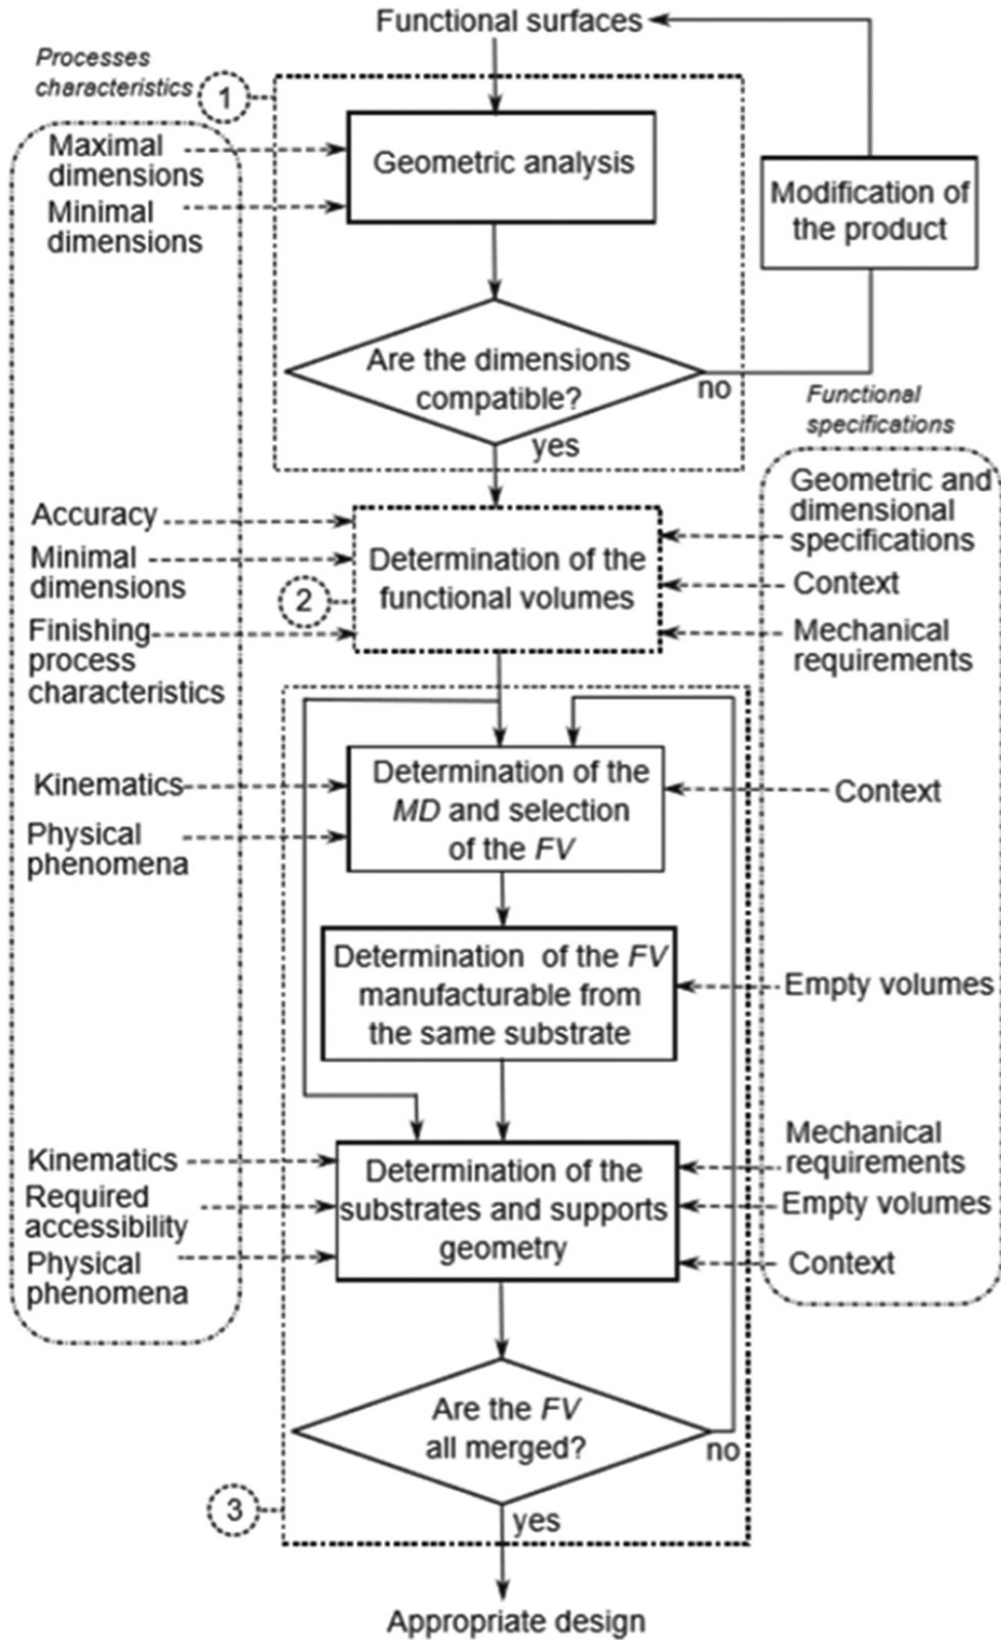 Functional surfaces
Processes
characteristics
1
Maximal
dimensions
Minimal
dimensions
Geometric analysis
Modification of
the product
Are the dimensions
compatible?
no
yes
Functional
specifications
Accuracy
Minimal
dimensions
Finishing
process
characteristics
2
Determination of the
functional volumes
Geometric and
dimensional
specifications
Context
Mechanical
requirements
Kinematics
Physical
phenomena
Determination of the
MD and selection
of the FV
Context
Determination of the FV
manufacturable from
the same substrate
Empty volumes
Kinematics
Required
accessibility
Physical
phenomena
Determination of the
substrates and supports
geometry
Mechanical
requirements
Empty volumes
Context
Are the FV
all merged?
no
3
yes
Appropriate design